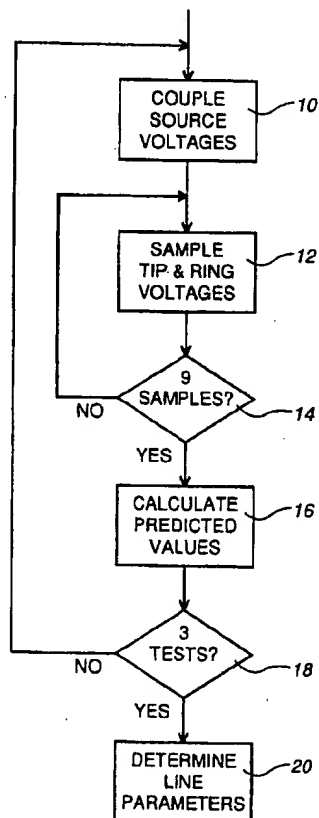 COUPLE
SOURCE
VOLTAGES
10
SAMPLE
TIP & RING
VOLTAGES
12
9
SAMPLES?
14
NO
YES
CALCULATE
PREDICTED
VALUES
16
3
TESTS?
18
NO
YES
DETERMINE
LINE
PARAMETERS
20